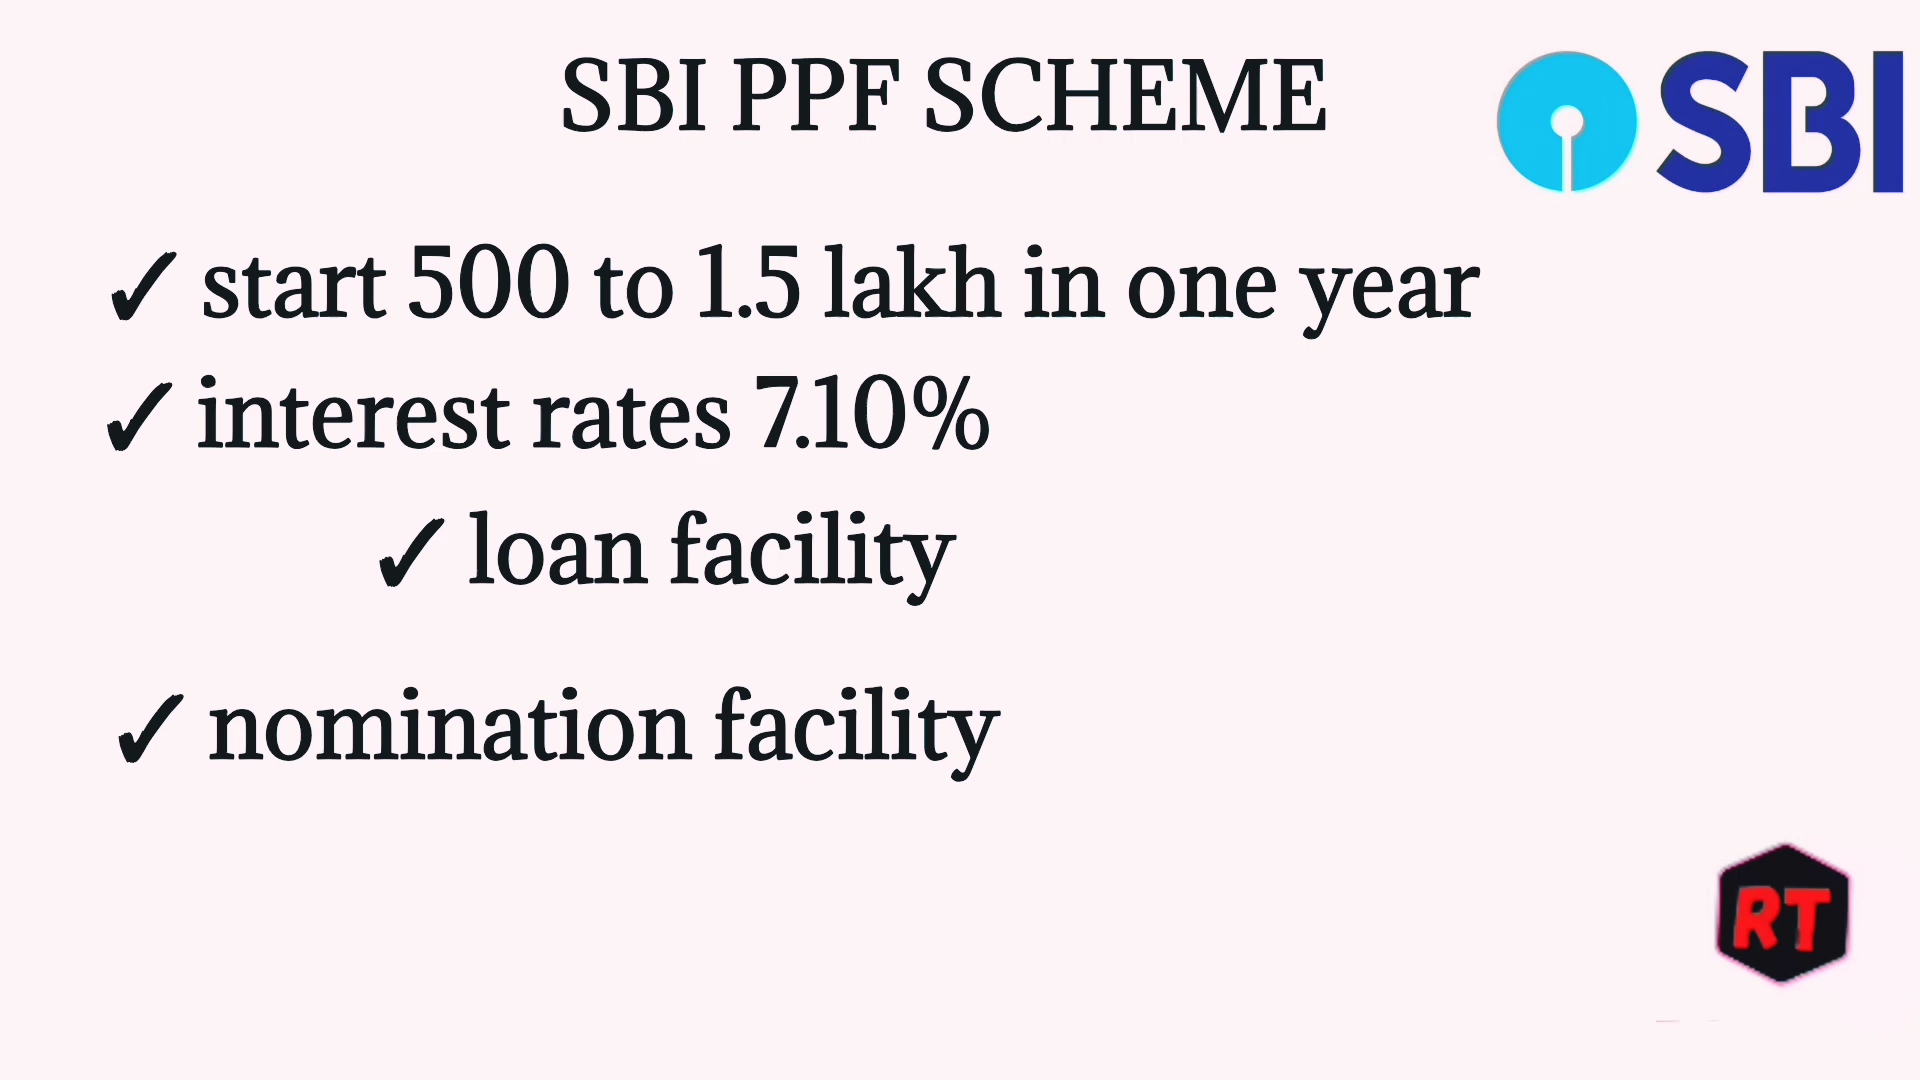 SBI PPF SCHEME
SBI
✓ start 500 to 1.5 lakh in one year
✓ interest rates 7.10%
✓ loan facility
✓ nomination facility
RT